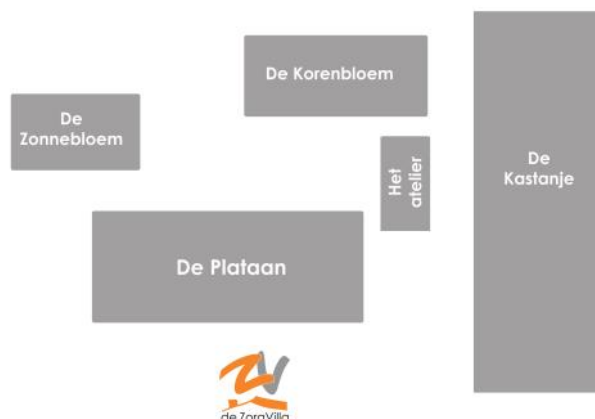 De Korenbloem
De
Zonnebloem
Het
atelier
De
Kastanje
De Plataan
de ZorgVilla